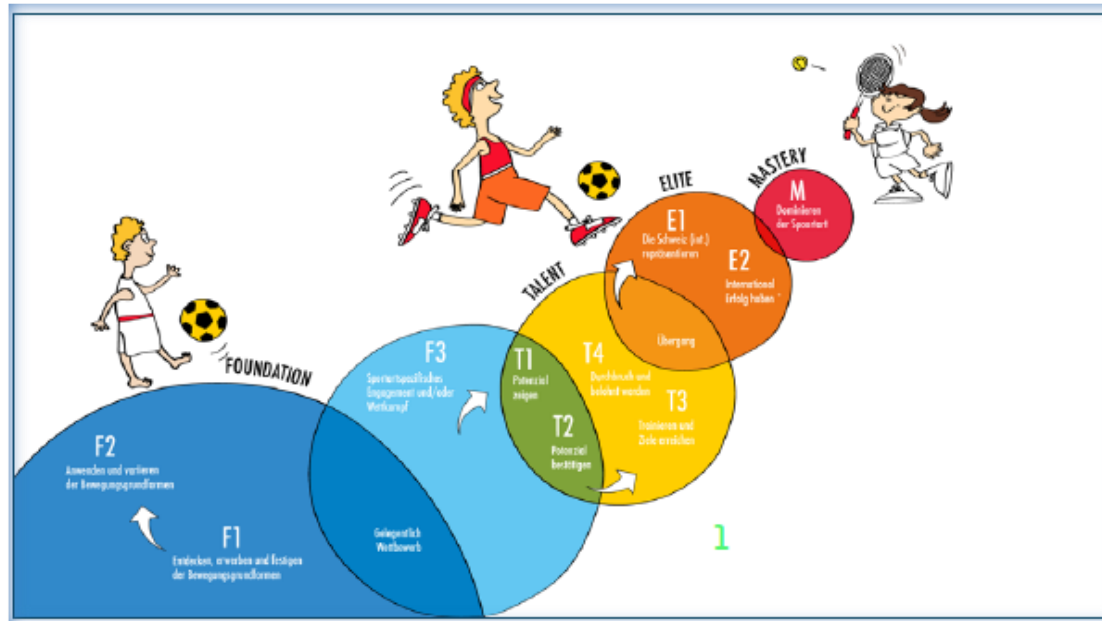 MASTERY
M
Dominieren
der Sportart
ELITE
E1
Die Schweiz (int.)
repräsentieren
E2
International
Erfolg haben
TALENT
Übergang
T4
Durchbruch und
belohnt werden
T3
Trainieren und
Ziele erreichen
T1
Potenzial
zeigen
T2
Potenzial
bestätigen
F3
Sportartspezifisches
Engagement und/oder
Wettkampf
FOUNDATION
F2
Anwenden und variieren
der Bewegungsgrundformen
F1
Entdecken, erwerben und festigen
der Bewegungsgrundformen
Gelegentlich
Wettbewerb
1